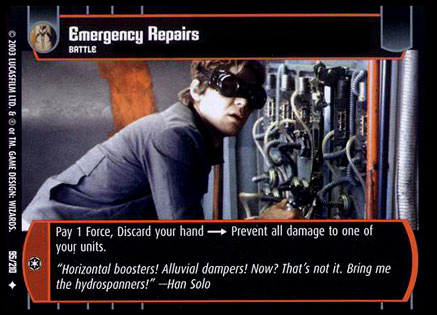 Emergency Repairs
BATTLE
© 2003 LUCASFILM LTD. & ® or TM. GAME DESIGN: WIZARDS.
95/210
Pay 1 Force, Discard your hand → Prevent all damage to one of
your units.
“Horizontal boosters! Alluvial dampers! Now? That's not it. Bring me
the hydrospanners!” —Han Solo